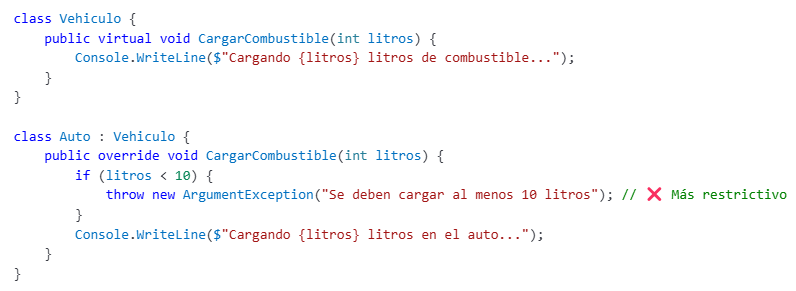 class Vehiculo {
    public virtual void CargarCombustible(int litros) {
        Console.WriteLine($"Cargando {litros} litros de combustible...");
    }
}

class Auto : Vehiculo {
    public override void CargarCombustible(int litros) {
        if (litros < 10) {
            throw new ArgumentException("Se deben cargar al menos 10 litros"); // ❌ Más restrictivo
        }
        Console.WriteLine($"Cargando {litros} litros en el auto...");
    }
}